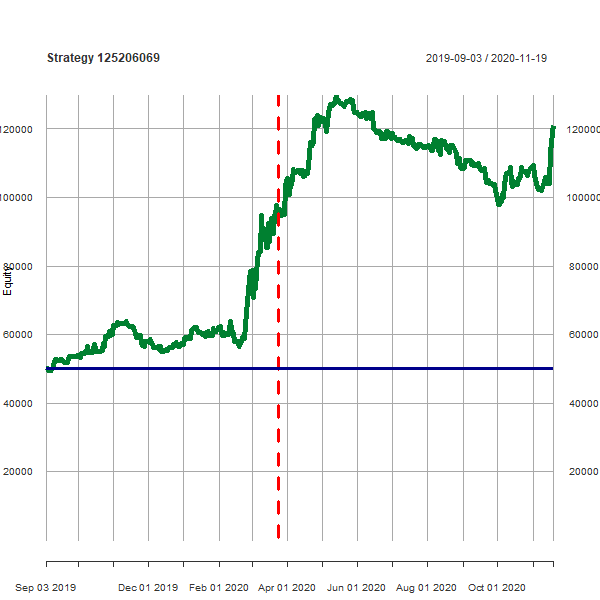 Strategy 125206069
2019-09-03 / 2020-11-19
120000
120000
100000
100000
80000
80000
Equity
60000
60000
40000
40000
20000
20000
Sep 03 2019
Dec 01 2019
Feb 01 2020
Apr 01 2020
Jun 01 2020
Aug 01 2020
Oct 01 2020